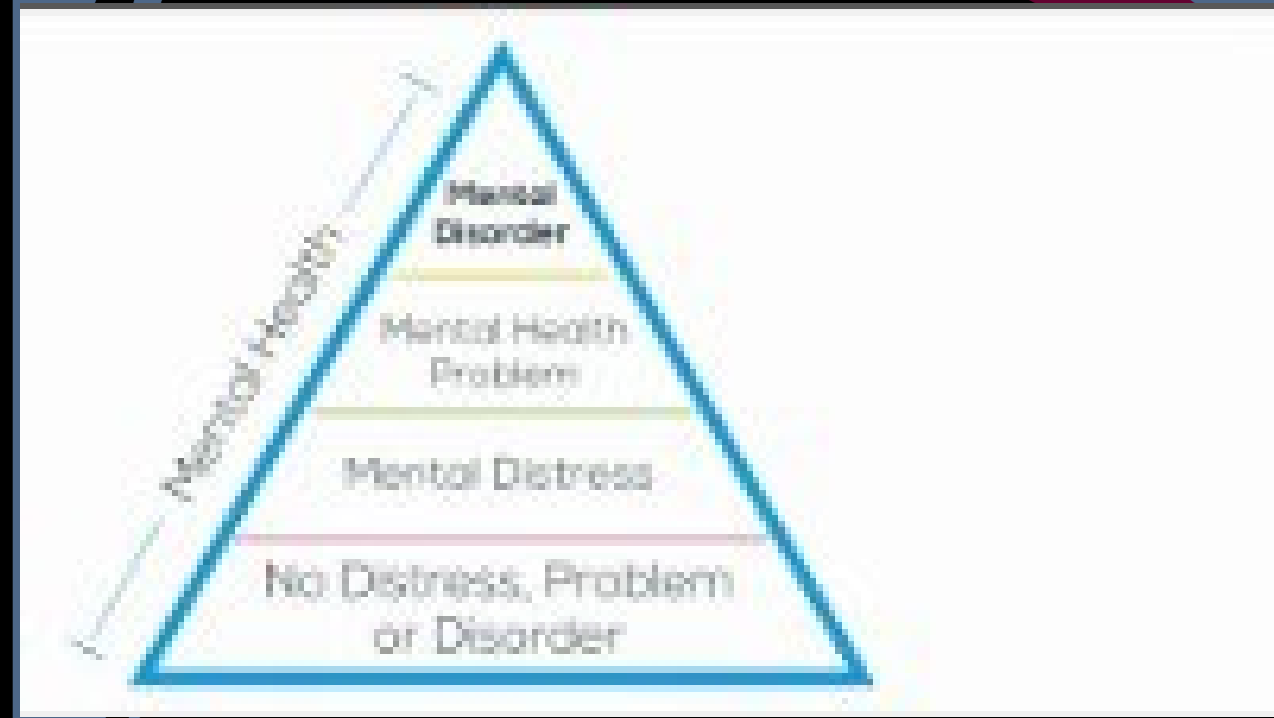 Mental
Disorder
Mental Health
Problem
Mental Distress
No Distress, Problem
or Disorder
Mental Health